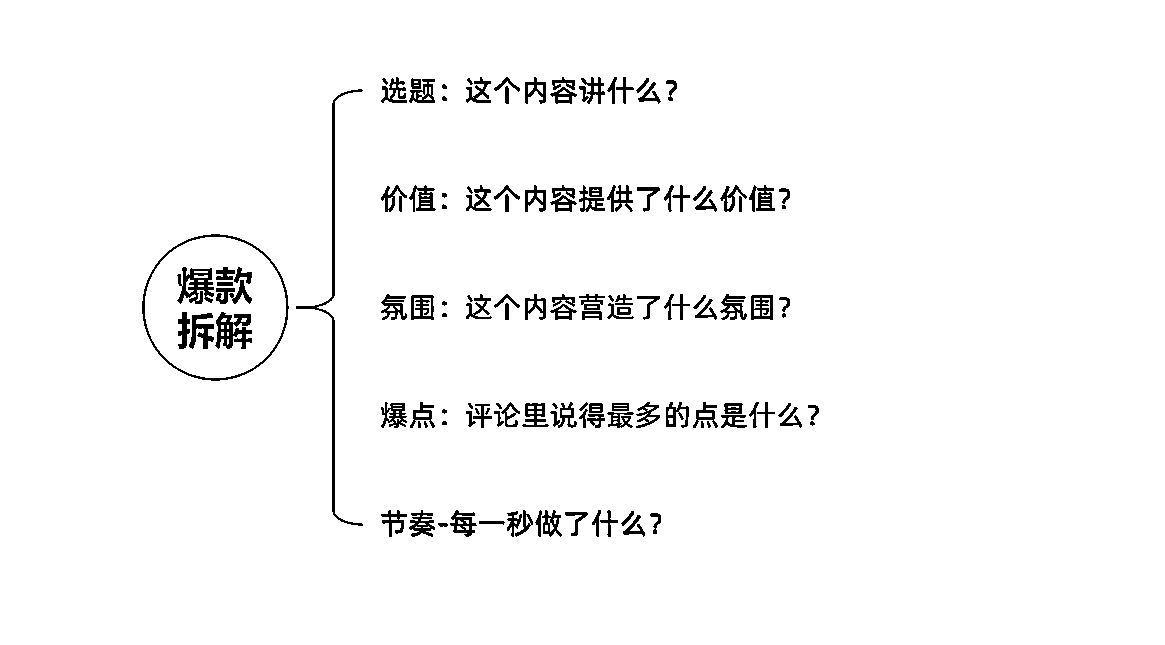 爆款
拆解
选题：这个内容讲什么？
价值：这个内容提供了什么价值？
氛围：这个内容营造了什么氛围？
爆点：评论里说得最多的点是什么？
节奏-每一秒做了什么？